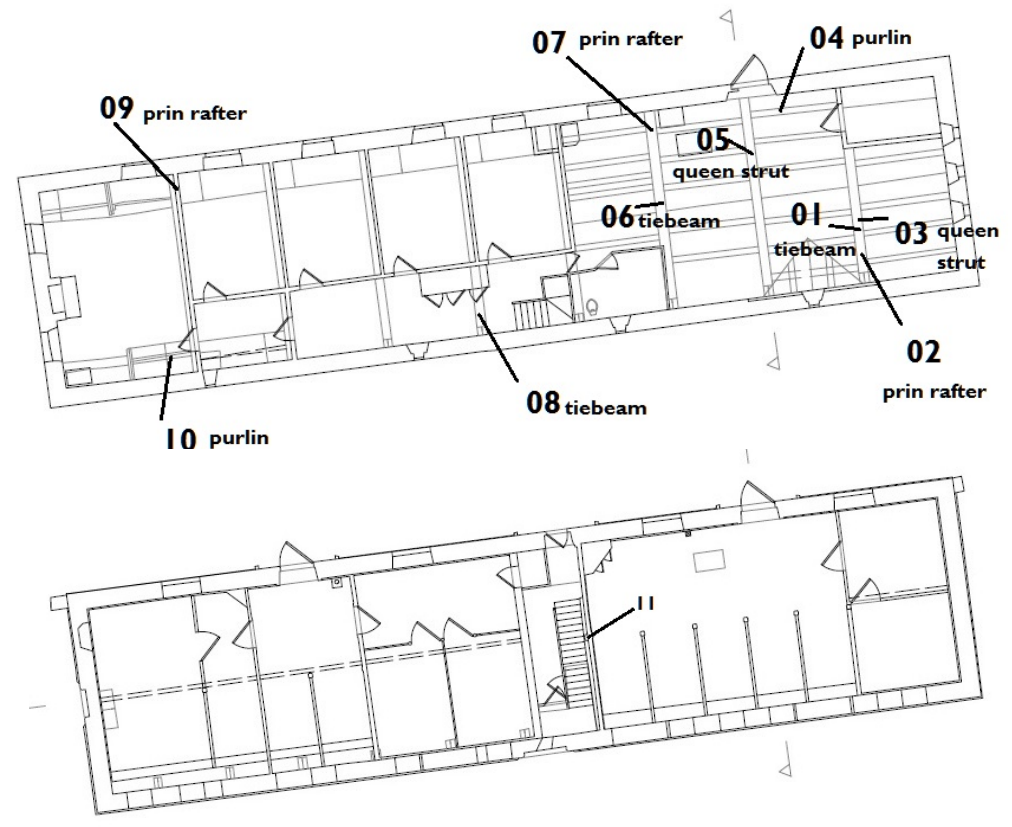 07 prin rafter
04 purlin
09 prin rafter
05
queen strut
06 tiebeam
01
tiebeam
03 queen
strut
02
prin rafter
08 tiebeam
10 purlin
11